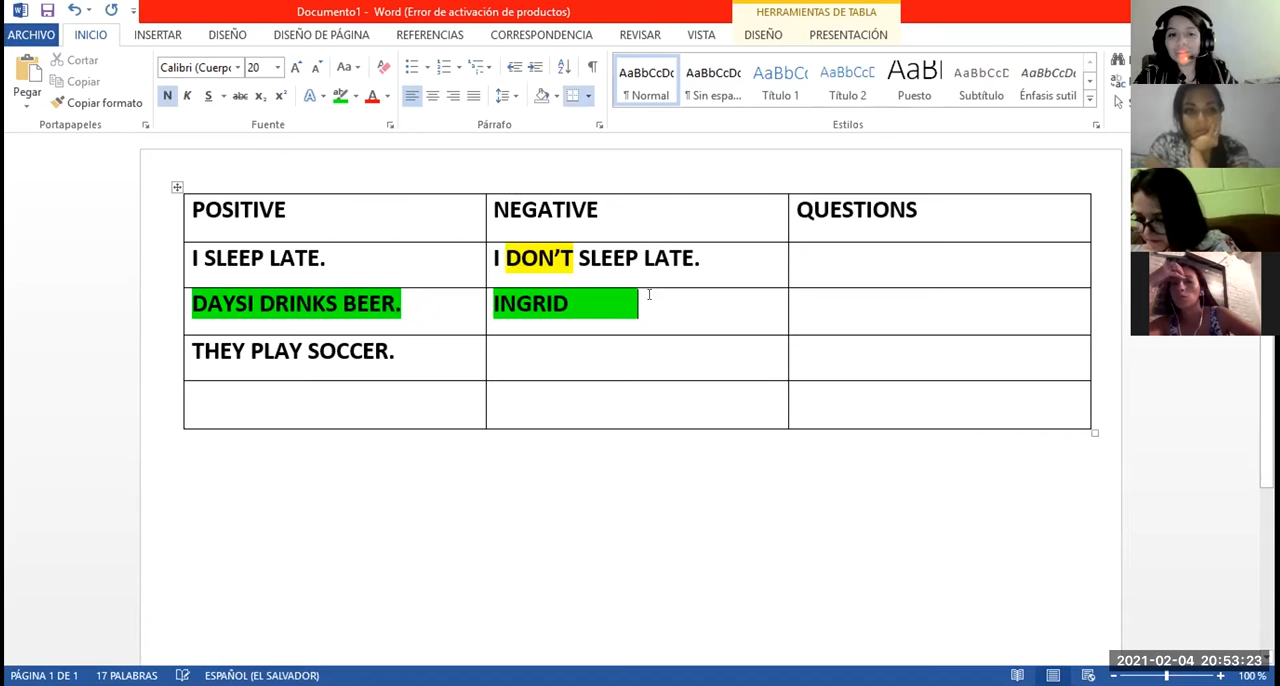 Documento1 - Word (Error de activación de productos)
HERRAMIENTAS DE TABLA
ARCHIVO INICIO INSERTAR DISEÑO DISEÑO DE PÁGINA REFERENCIAS CORRESPONDENCIA REVISAR VISTA DISEÑO PRESENTACIÓN
Pegar
Cortar
Copiar
Copiar formato
Portapapeles
Calibri (Cuerpo 20
Fuente
Párrafo
AaBbCcDc AaBbCcDc AaBbCc AaBbCcD AaBb AaBbCcD AaBbCcDc
¶ Normal ¶ Sin espa... Título 1 Título 2 Puesto Subtítulo Énfasis sutil
Estilos
POSITIVE NEGATIVE QUESTIONS
I SLEEP LATE. I DON'T SLEEP LATE.
DAYSI DRINKS BEER. INGRID
THEY PLAY SOCCER.
2021-02-04 20:53:23
PÁGINA 1 DE 1 17 PALABRAS ESPAÑOL (EL SALVADOR) 100 %